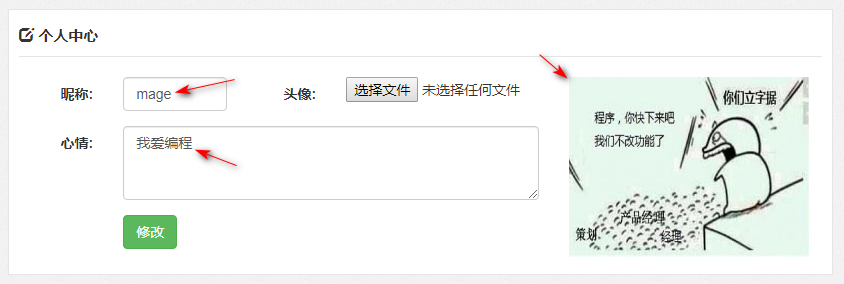 个人中心
昵称: mage 头像: 选择文件 未选择任何文件
心情: 我爱编程
修改
你们立字据
程序，你快下来吧
我们不改功能了
产品经理
策划
经理